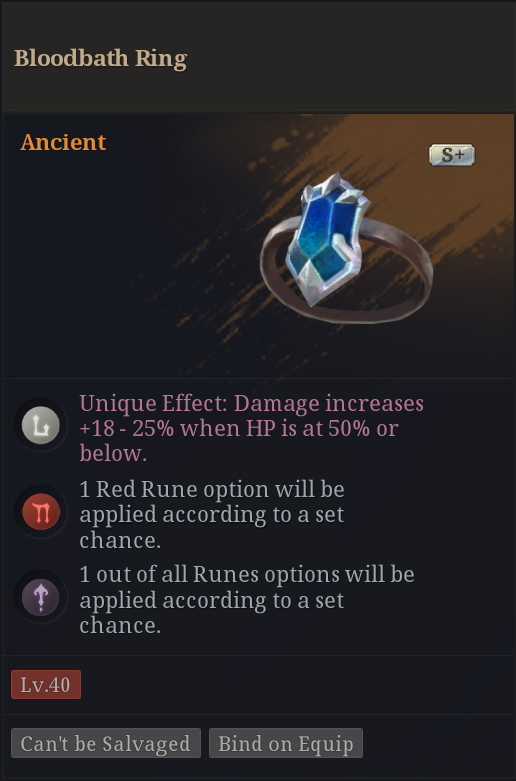 Bloodbath Ring
Ancient
S+
Unique Effect: Damage increases
+18 - 25% when HP is at 50% or
below.
1 Red Rune option will be
applied according to a set
chance.
1 out of all Runes options will be
applied according to a set
chance.
Lv.40
Can't be Salvaged
Bind on Equip